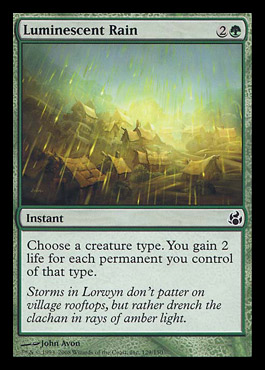 Luminescent Rain 2
Instant
Choose a creature type. You gain 2
life for each permanent you control
of that type.
Storms in Lorwyn don't patter on
village rooftops, but rather drench the
clachan in rays of amber light.
John Avon